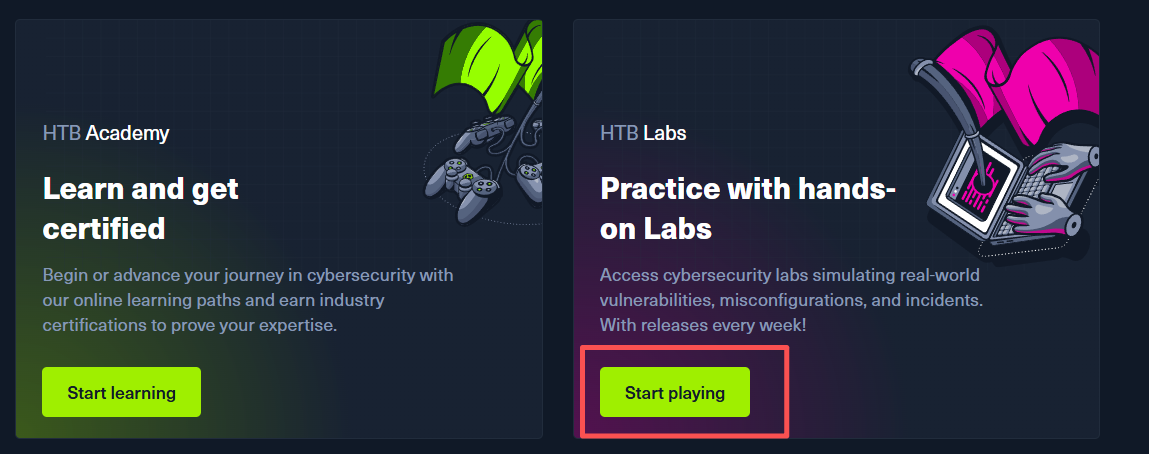 HTB Academy
Learn and get
certified
Begin or advance your journey in cybersecurity with
our online learning paths and earn industry
certifications to prove your expertise.
Start learning
HTB Labs
Practice with hands-
on Labs
Access cybersecurity labs simulating real-world
vulnerabilities, misconfigurations, and incidents.
With releases every week!
Start playing